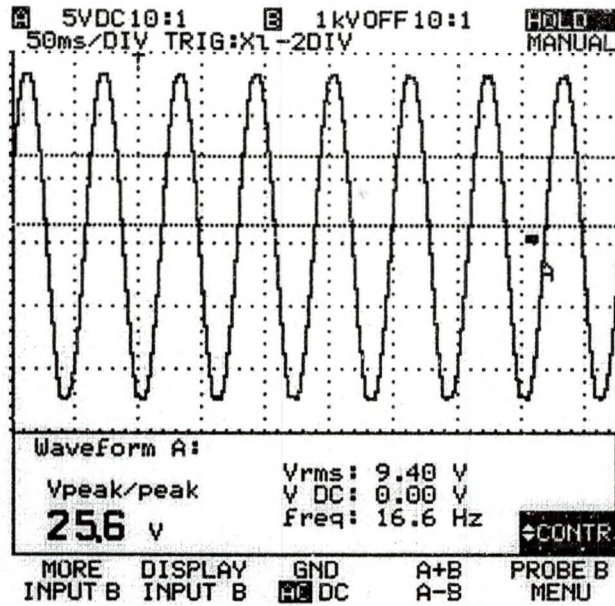 A 5VDC10:1 B 1kVOFF10:1 HOLD
50ms/DIV TRIG:X1-2DIV MANUAL
A
Waveform A:
Vpeak/peak
25.6 V
Vrms: 9.40 V
V DC: 0.00 V
freq: 16.6 Hz
CONTR.
MORE INPUT B
DISPLAY INPUT B
GND
AC DC
A+B
A-B
PROBE B MENU